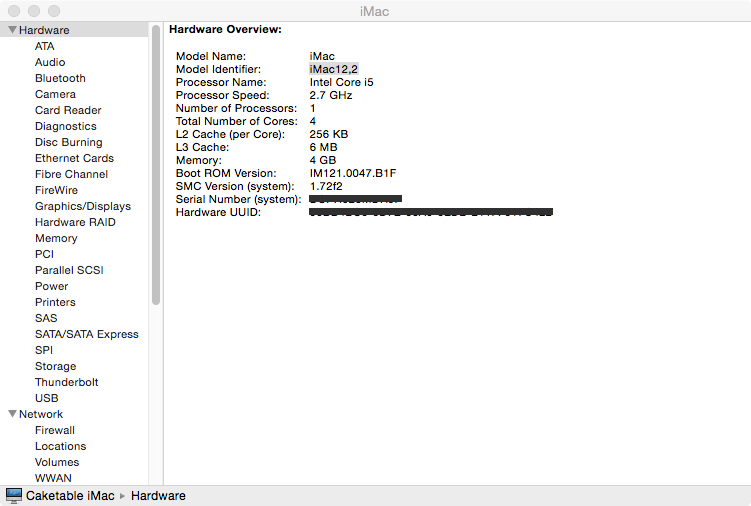 iMac
Hardware
ATA
Audio
Bluetooth
Camera
Card Reader
Diagnostics
Disc Burning
Ethernet Cards
Fibre Channel
FireWire
Graphics/Displays
Hardware RAID
Memory
PCI
Parallel SCSI
Power
Printers
SAS
SATA/SATA Express
SPI
Storage
Thunderbolt
USB
Network
Firewall
Locations
Volumes
WWAN
Hardware Overview:
Model Name: iMac
Model Identifier: iMac12,2
Processor Name: Intel Core i5
Processor Speed: 2.7 GHz
Number of Processors: 1
Total Number of Cores: 4
L2 Cache (per Core): 256 KB
L3 Cache: 6 MB
Memory: 4 GB
Boot ROM Version: IM121.0047.B1F
SMC Version (system): 1.72f2
Serial Number (system):
Hardware UUID:
Caketable iMac ▸ Hardware